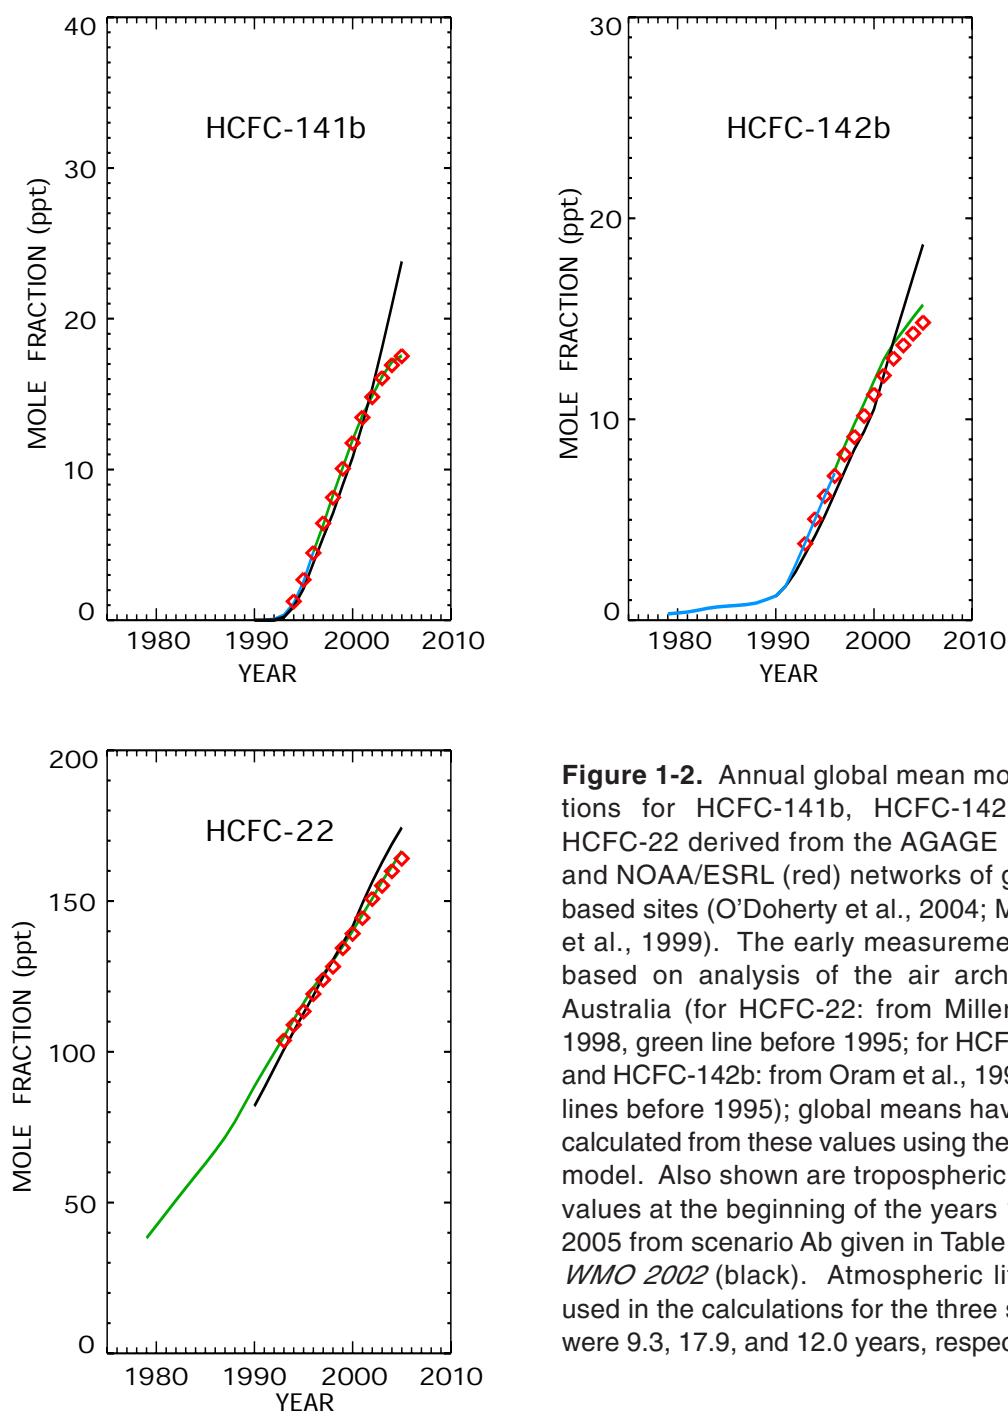 40
30
20
10
0
MOLE FRACTION (ppt)
HCFC-141b
1980 1990 2000 2010
YEAR
30
20
10
0
MOLE FRACTION (ppt)
HCFC-142b
1980 1990 2000 2010
YEAR
200
150
100
50
0
MOLE FRACTION (ppt)
HCFC-22
1980 1990 2000 2010
YEAR
Figure 1-2. Annual global mean mo
tions for HCFC-141b, HCFC-142
HCFC-22 derived from the AGAGE
and NOAA/ESRL (red) networks of g
based sites (O'Doherty et al., 2004; M
et al., 1999). The early measureme
based on analysis of the air arch
Australia (for HCFC-22: from Miller
1998, green line before 1995; for HCF
and HCFC-142b: from Oram et al., 199
lines before 1995); global means hav
calculated from these values using the
model. Also shown are tropospheric
values at the beginning of the years
2005 from scenario Ab given in Table
WMO 2002 (black). Atmospheric li
used in the calculations for the three s
were 9.3, 17.9, and 12.0 years, respec